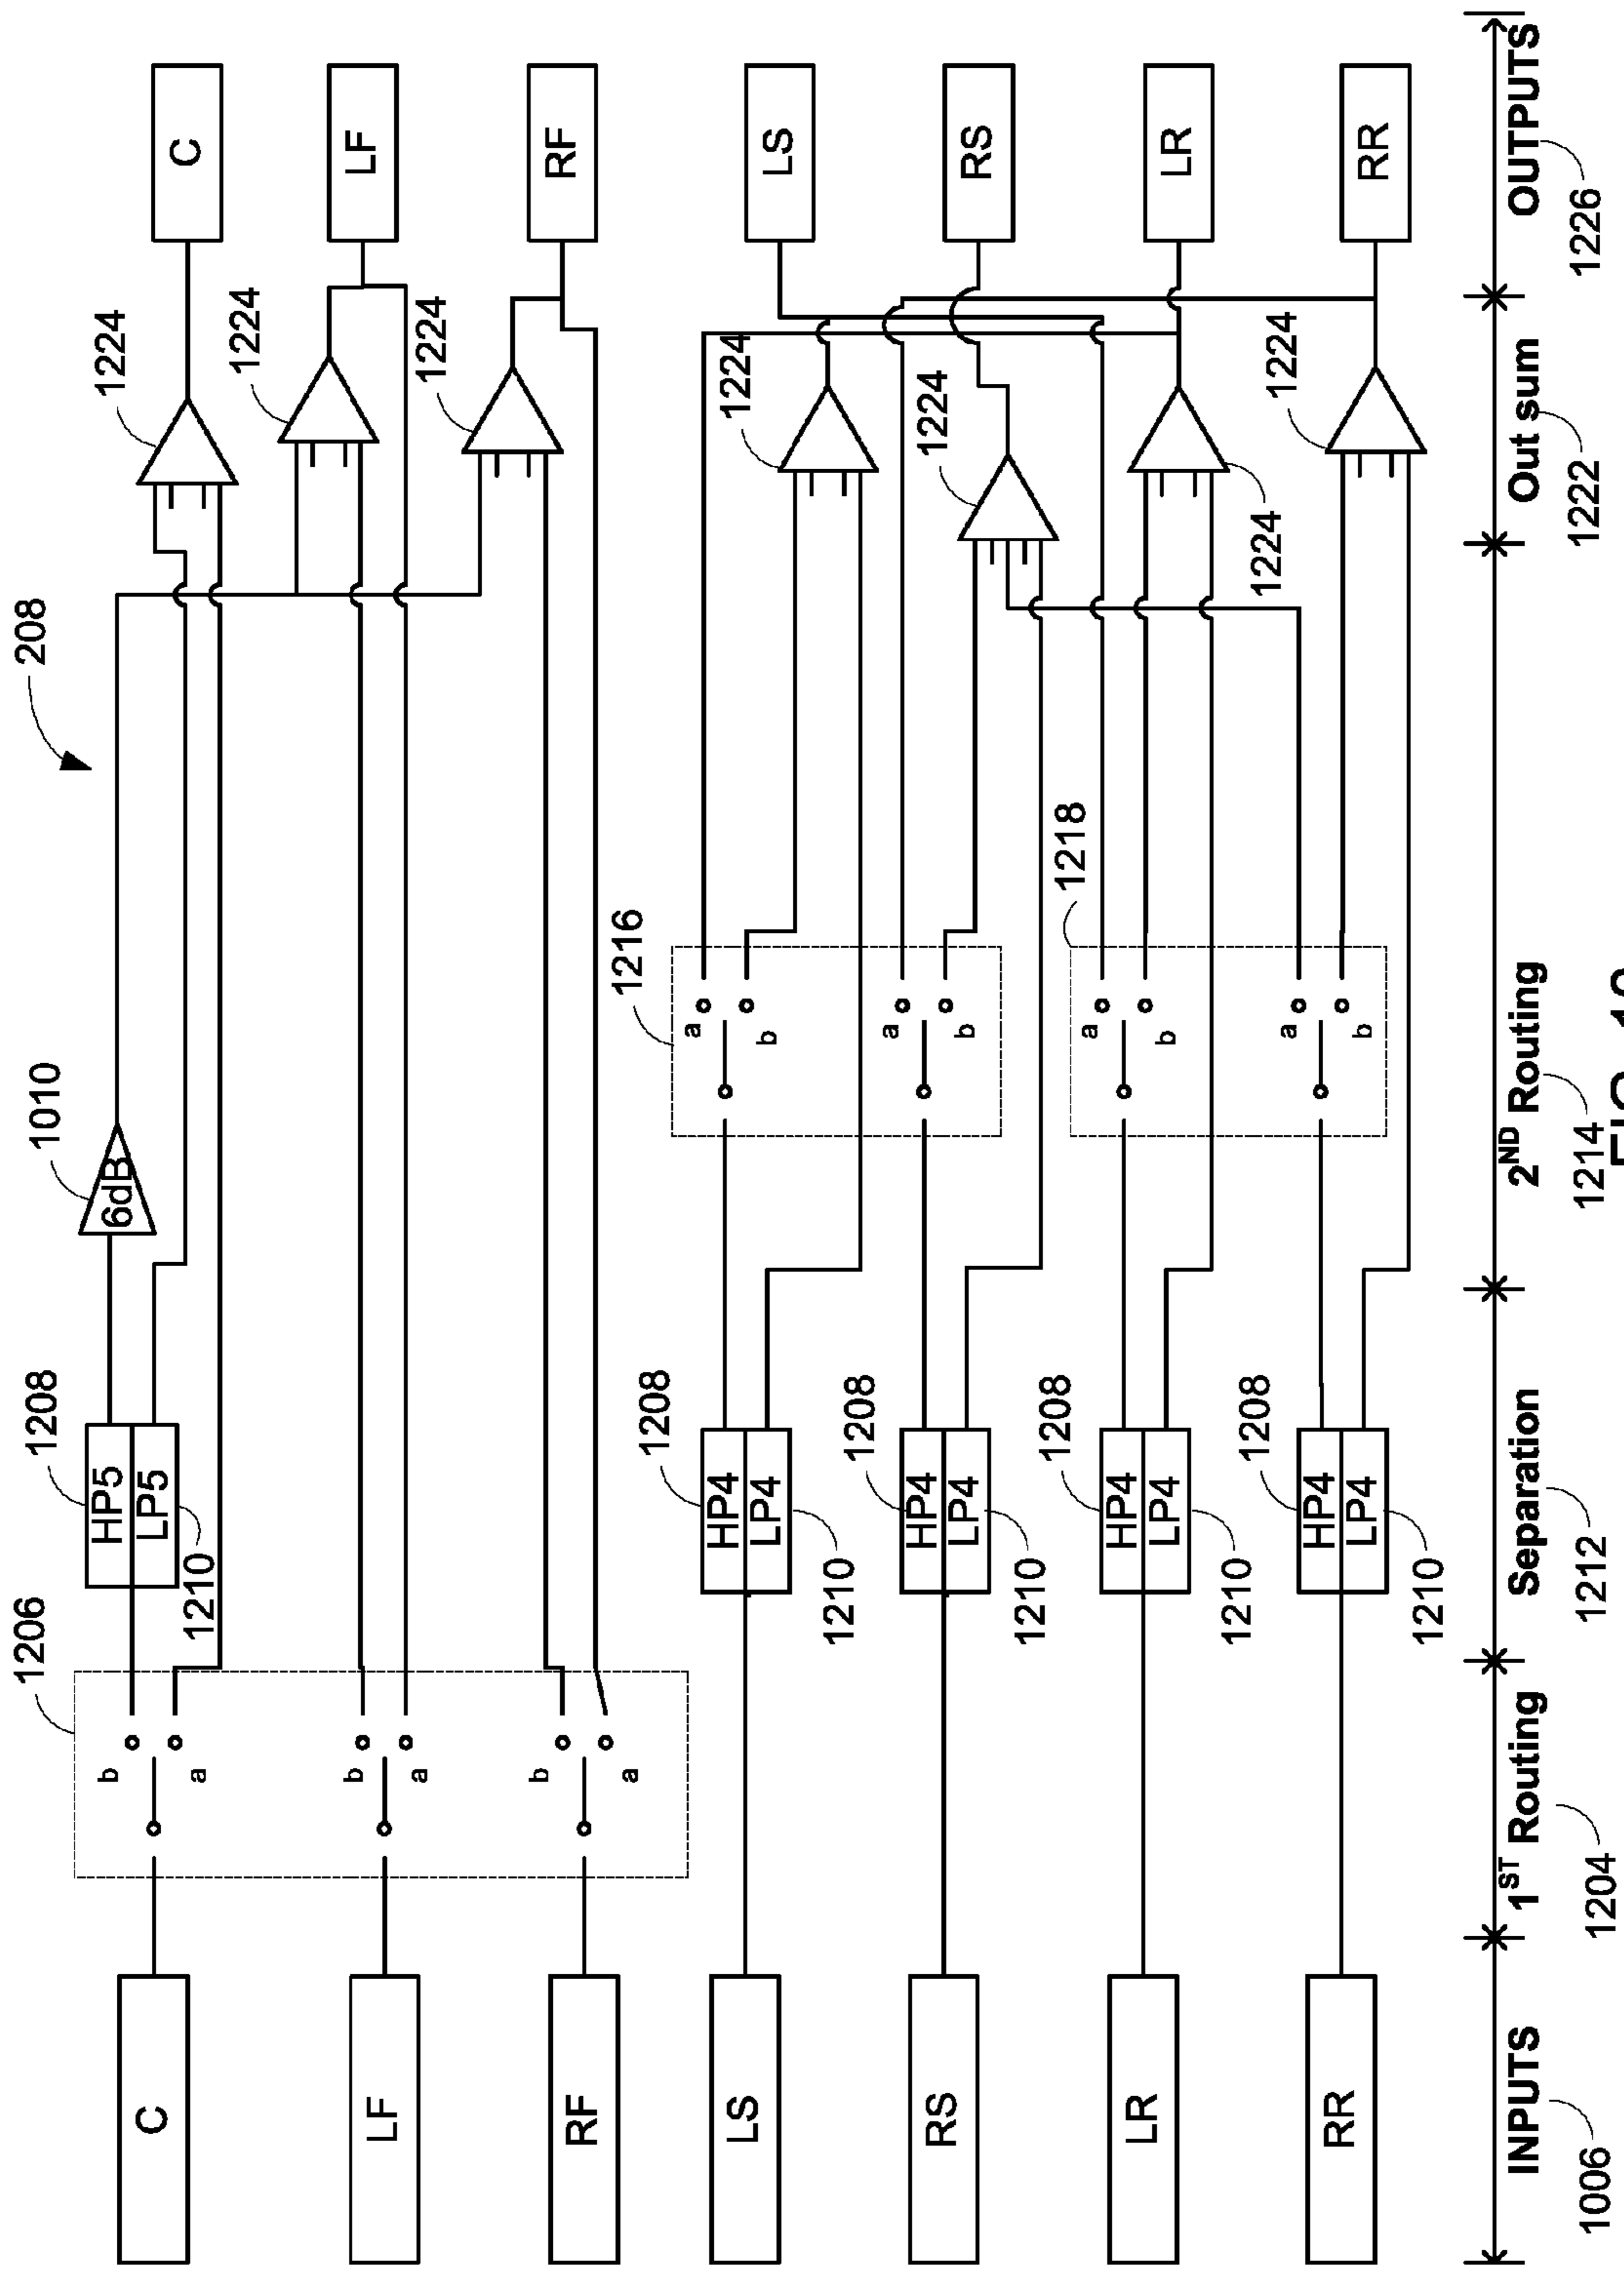 208
1206
1208
1010
1224
C
b
a
HP5
LP5
6dB
C
1210
1224
LF
b
a
LF
1224
RF
b
a
RF
1216
1208
1224
LS
HP4
LP4
a
b
LS
1210
1208
1224
RS
HP4
LP4
a
b
RS
1210
1218
1208
LR
HP4
LP4
a
b
1224
LR
1210
1208
1224
RR
HP4
LP4
a
b
RR
1210
INPUTS
1ST Routing
Separation
2ND Routing
Out sum
OUTPUTS
1006
1204
1212
1214
1222
1226
FIG